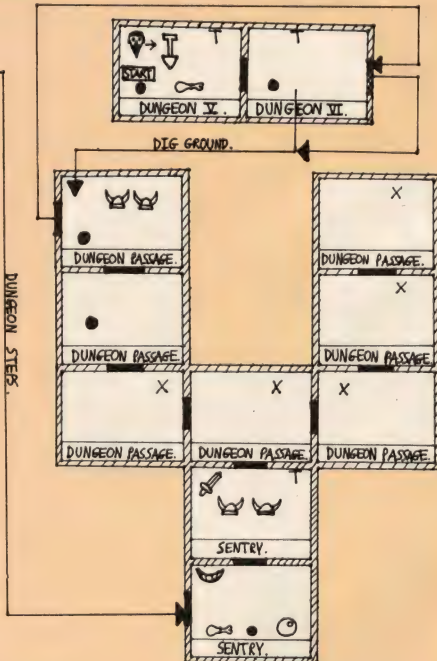 START
DUNGEON V.
DUNGEON VI.
DIG GROUND.
DUNGEON PASSAGE.
DUNGEON PASSAGE.
DUNGEON PASSAGE.
DUNGEON PASSAGE.
DUNGEON STEPS.
DUNGEON PASSAGE.
DUNGEON PASSAGE.
DUNGEON PASSAGE.
SENTRY.
SENTRY.